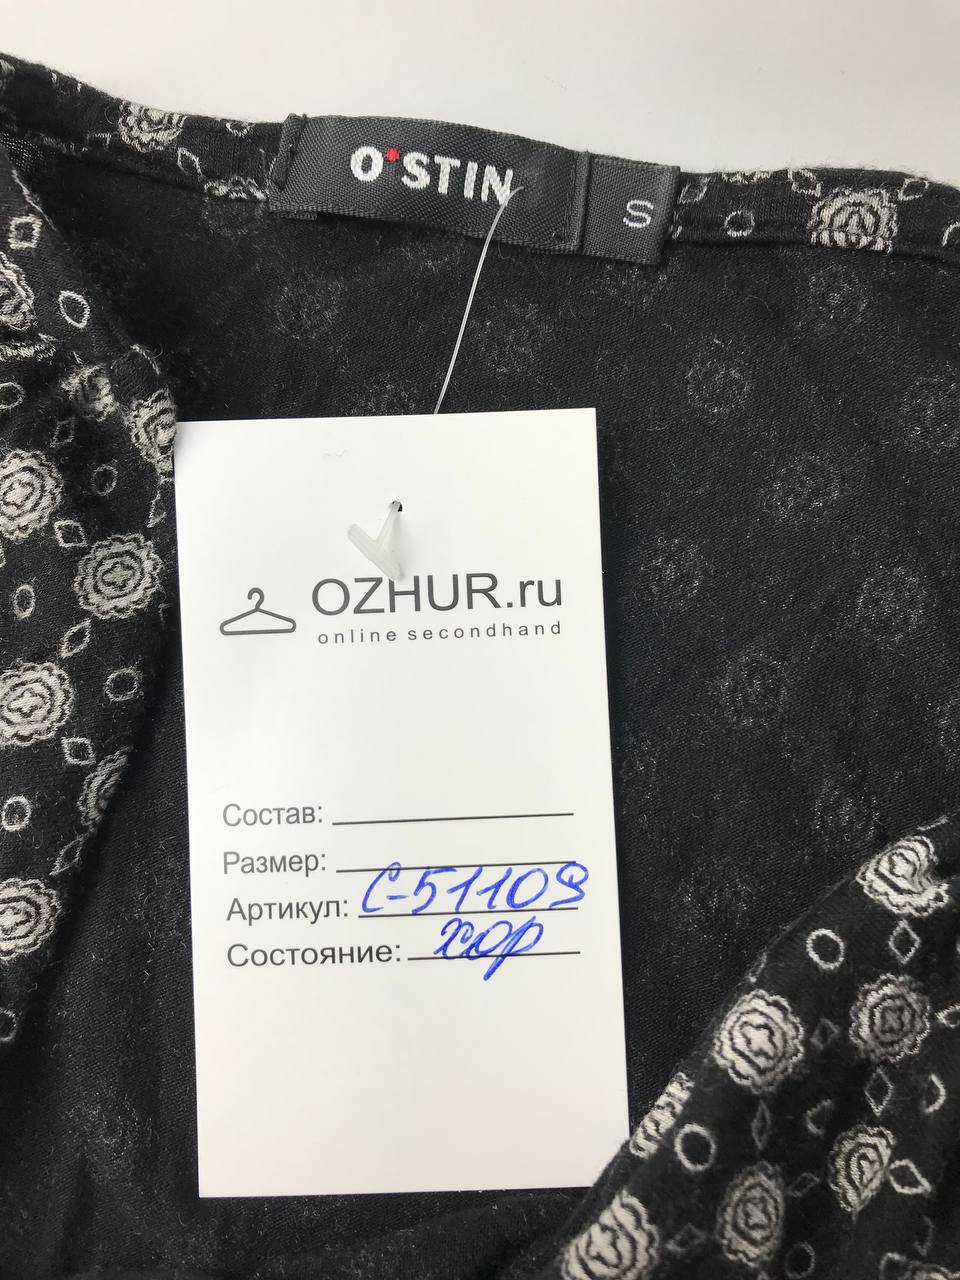 O'STIN
S
OZHUR.ru
online secondhand
Состав:
Размер:
Артикул: С-51109
Состояние: хор